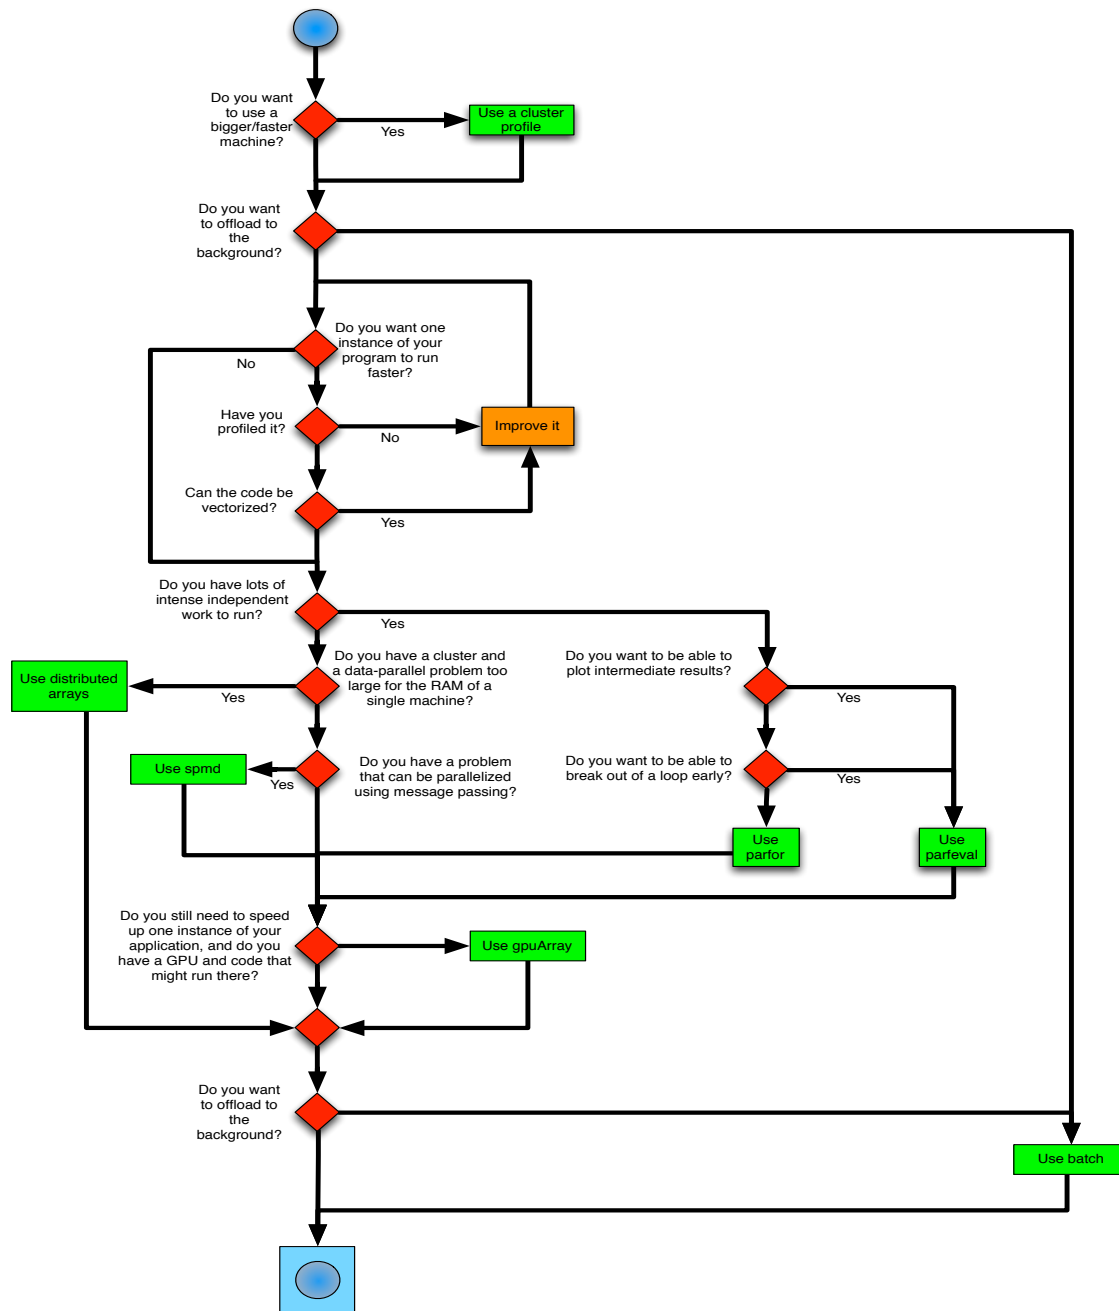 Do you want
to use a
bigger/faster
machine?
Yes
Use a cluster
profile
Do you want
to offload to
the
background?
Do you want one
instance of your
program to run
faster?
No
Have you
profiled it?
No
Improve it
Can the code be
vectorized?
Yes
Do you have lots of
intense independent
work to run?
Yes
Do you have a cluster and
a data-parallel problem too
large for the RAM of a
single machine?
Yes
Use distributed
arrays
Do you want to be able to
plot intermediate results?
Yes
Do you have a problem
that can be parallelized
using message passing?
Yes
Use spmd
Do you want to be able to
break out of a loop early?
Yes
Use
parfor
Use
parfeval
Do you still need to speed
up one instance of your
application, and do you
have a GPU and code that
might run there?
Use gpuArray
Do you want
to offload to
the
background?
Use batch